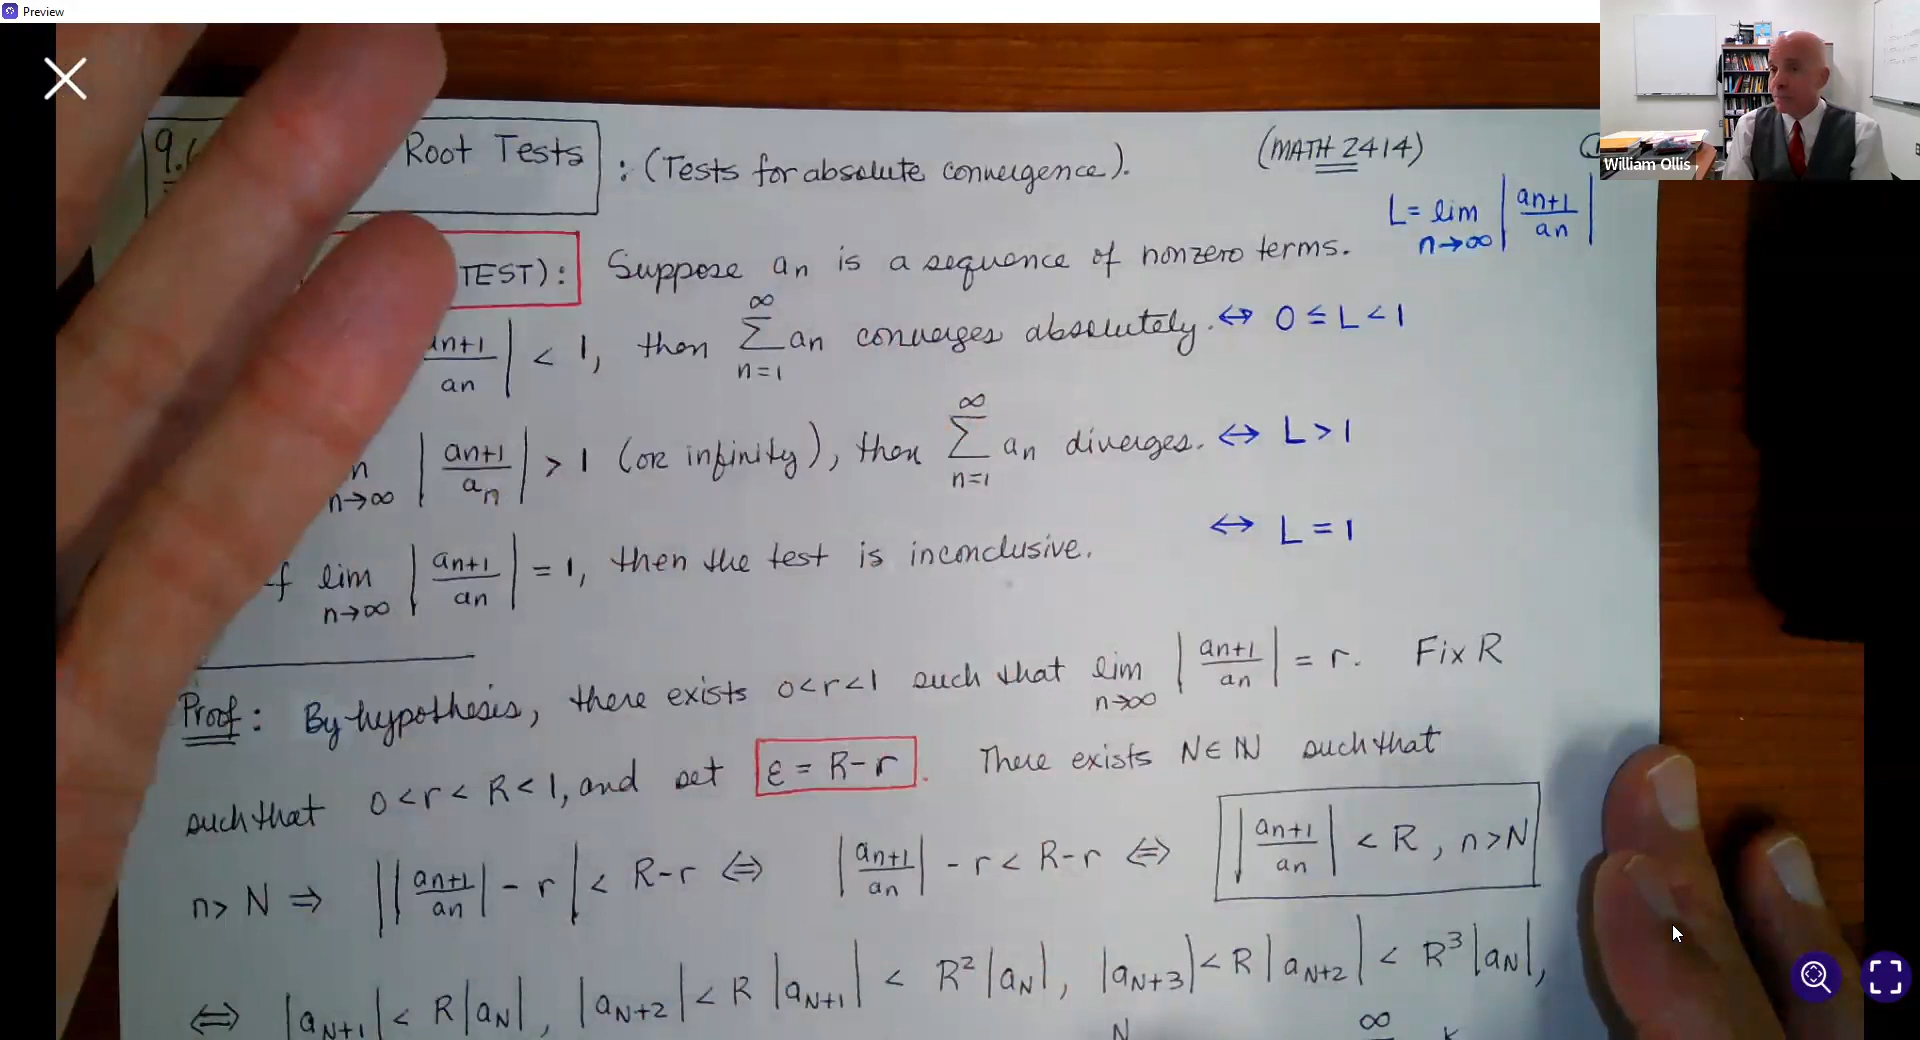 Preview
William Ollis
9. Root Tests : (Tests for absolute convergence). (MATH 2414)
L = lim n→∞ |an+1/an|
TEST): Suppose an is a sequence of nonzero terms.
|an+1/an| < 1, then ∞ Σ n=1 an converges absolutely. ⇔ 0 ≤ L < 1
n→∞ |an+1/an| > 1 (or infinity), then ∞ Σ n=1 an diverges. ⇔ L > 1
f lim n→∞ |an+1/an| = 1, then the test is inconclusive. ⇔ L = 1
Proof: By hypothesis, there exists 0<r<1 such that lim n→∞ |an+1/an| = r. Fix R
such that 0 < r < R < 1, and set ε = R-r. There exists N∈ℕ such that
n > N ⇒ ||an+1/an| - r| < R-r ⇔ |an+1/an| - r < R-r ⇔ |an+1/an| < R, n>N
⇔ |aN+1| < R|aN|, |aN+2| < R|aN+1| < R²|aN|, |aN+3| < R|aN+2| < R³|aN|,
N ∞ k